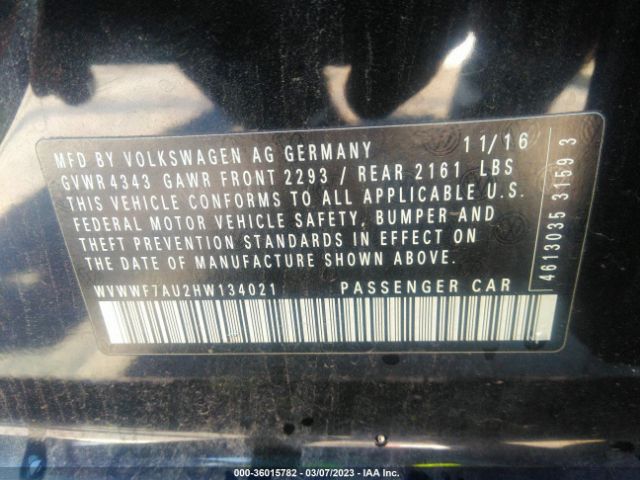 MFD BY VOLKSWAGEN AG GERMANY 11/16
GVWR 4343 GAWR FRONT 2293 / REAR 2161 LBS
THIS VEHICLE CONFORMS TO ALL APPLICABLE U.S.
FEDERAL MOTOR VEHICLE SAFETY, BUMPER AND
THEFT PREVENTION STANDARDS IN EFFECT ON
THE DATE OF MANUFACTURE SHOWN ABOVE.
WVWWF7AU2HW134021 PASSENGER CAR
4613035 3159 3
000-36015782 - 03/07/2023 - IAA Inc.